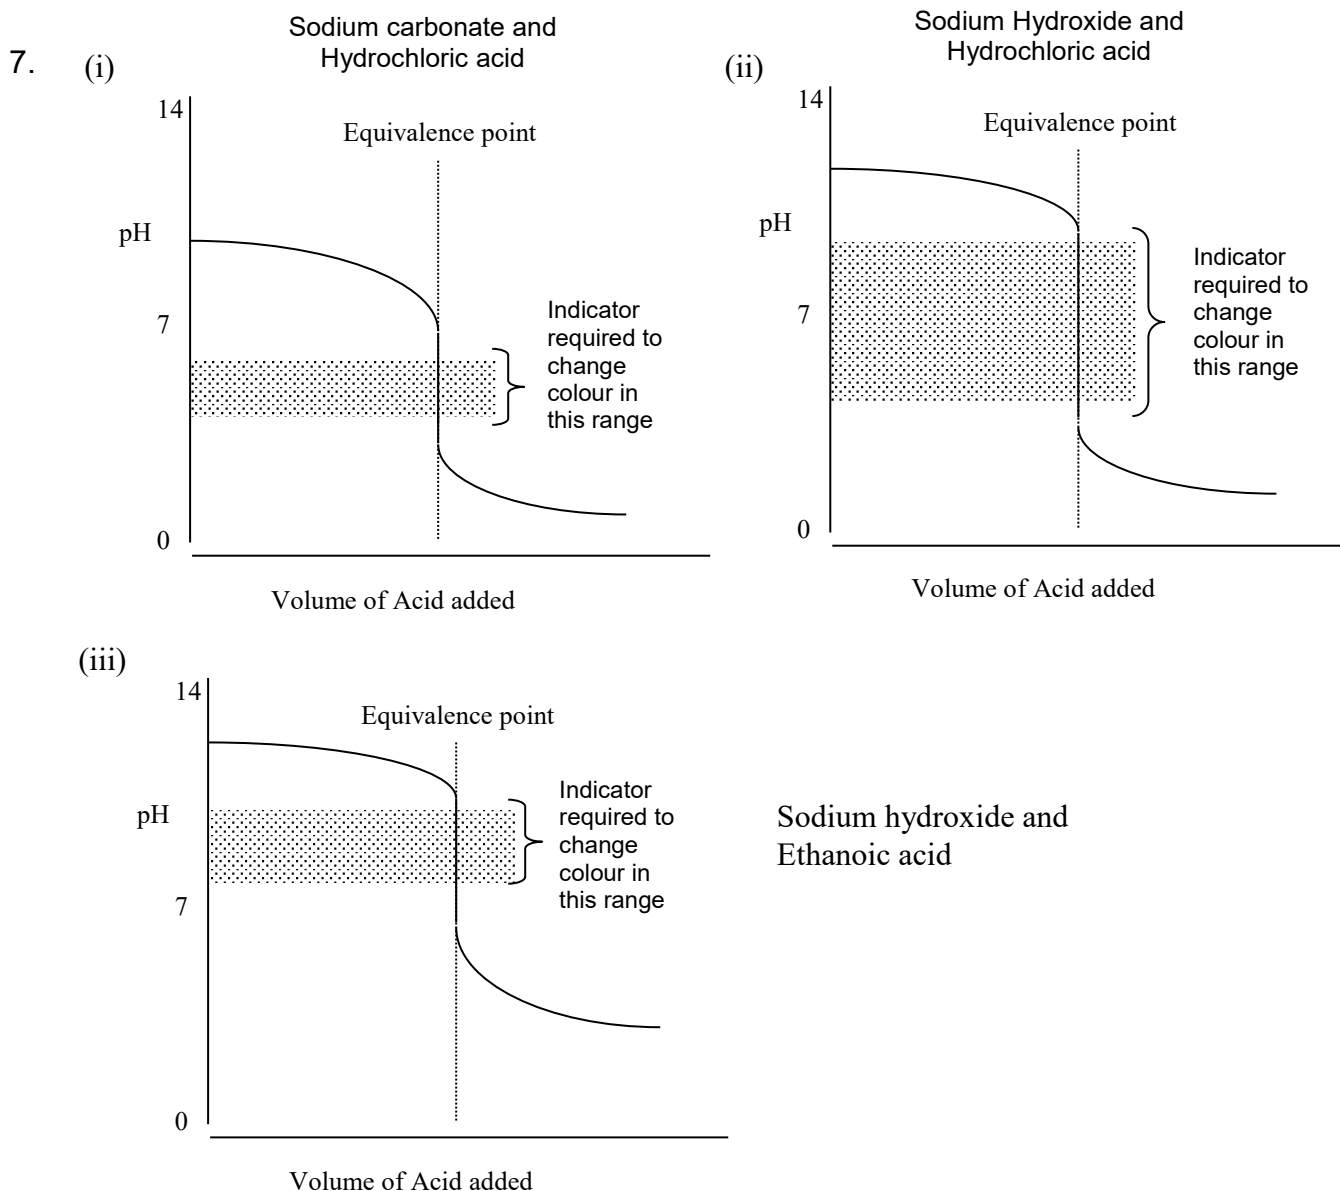 7.
(i)
Sodium carbonate and
Hydrochloric acid
14
Equivalence point
pH
7
Indicator
required to
change
colour in
this range
0
Volume of Acid added
(ii)
Sodium Hydroxide and
Hydrochloric acid
14
Equivalence point
pH
7
Indicator
required to
change
colour in
this range
0
Volume of Acid added
(iii)
14
Equivalence point
pH
7
Indicator
required to
change
colour in
this range
0
Volume of Acid added
Sodium hydroxide and
Ethanoic acid